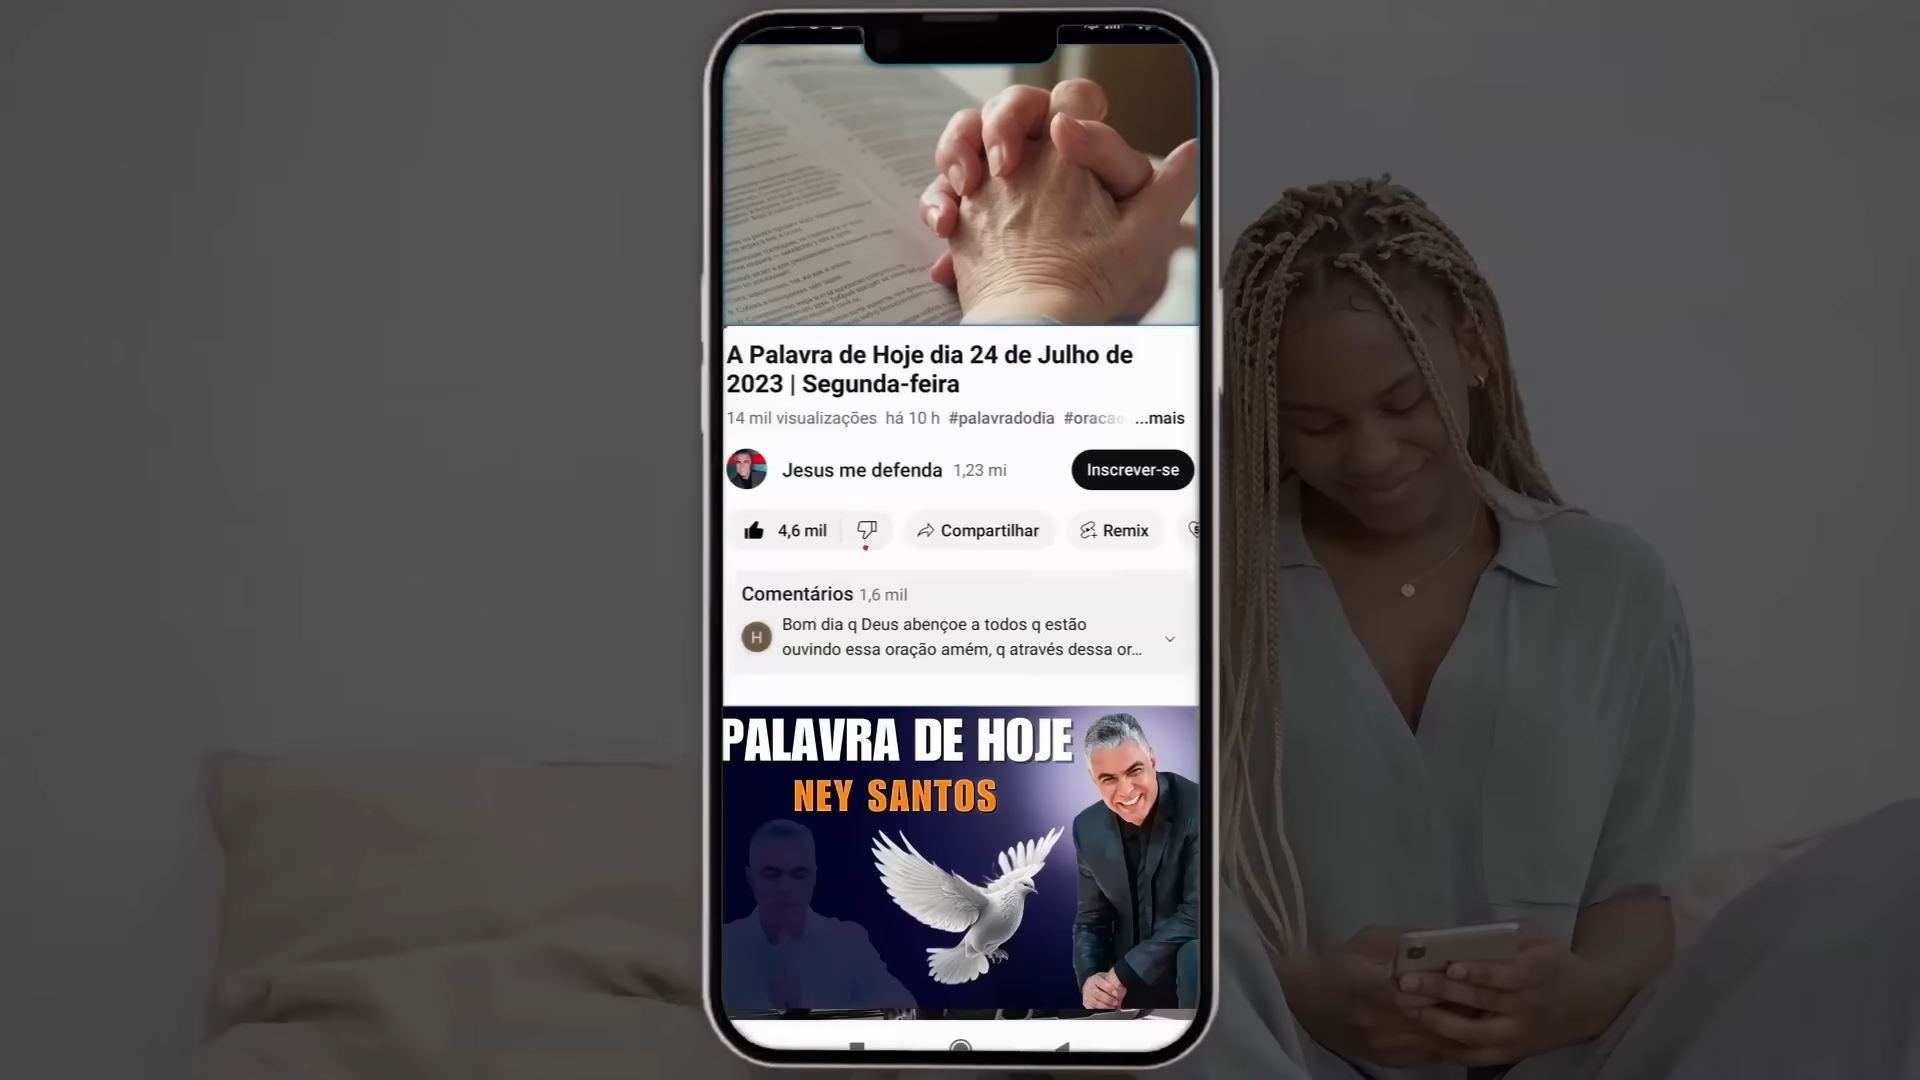 A Palavra de Hoje dia 24 de Julho de
2023 | Segunda-feira
14 mil visualizações há 10 h #palavradodia #oracao ...mais
Jesus me defenda 1,23 mi
Inscrever-se
4,6 mil
Compartilhar
Remix
Comentários 1,6 mil
H
Bom dia q Deus abençoe a todos q estão
ouvindo essa oração amém, q através dessa or...
PALAVRA DE HOJE
NEY SANTOS